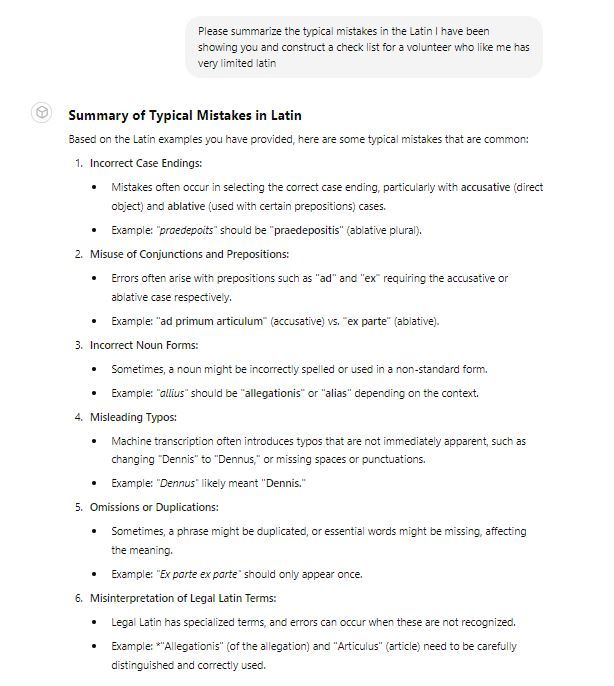 Please summarize the typical mistakes in the Latin I have been
showing you and construct a check list for a volunteer who like me has
very limited latin
Summary of Typical Mistakes in Latin
Based on the Latin examples you have provided, here are some typical mistakes that are common:
1. Incorrect Case Endings:
• Mistakes often occur in selecting the correct case ending, particularly with accusative (direct
object) and ablative (used with certain prepositions) cases.
• Example: "praedepoits" should be "praedepositis" (ablative plural).
2. Misuse of Conjunctions and Prepositions:
• Errors often arise with prepositions such as "ad" and "ex" requiring the accusative or
ablative case respectively.
• Example: "ad primum articulum" (accusative) vs. "ex parte" (ablative).
3. Incorrect Noun Forms:
• Sometimes, a noun might be incorrectly spelled or used in a non-standard form.
• Example: "allius" should be "allegationis" or "alias" depending on the context.
4. Misleading Typos:
• Machine transcription often introduces typos that are not immediately apparent, such as
changing "Dennis" to "Dennus," or missing spaces or punctuations.
• Example: "Dennus" likely meant "Dennis."
5. Omissions or Duplications:
• Sometimes, a phrase might be duplicated, or essential words might be missing, affecting
the meaning.
• Example: "Ex parte ex parte" should only appear once.
6. Misinterpretation of Legal Latin Terms:
• Legal Latin has specialized terms, and errors can occur when these are not recognized.
• Example: *"Allegationis" (of the allegation) and "Articulus" (article) need to be carefully
distinguished and correctly used.